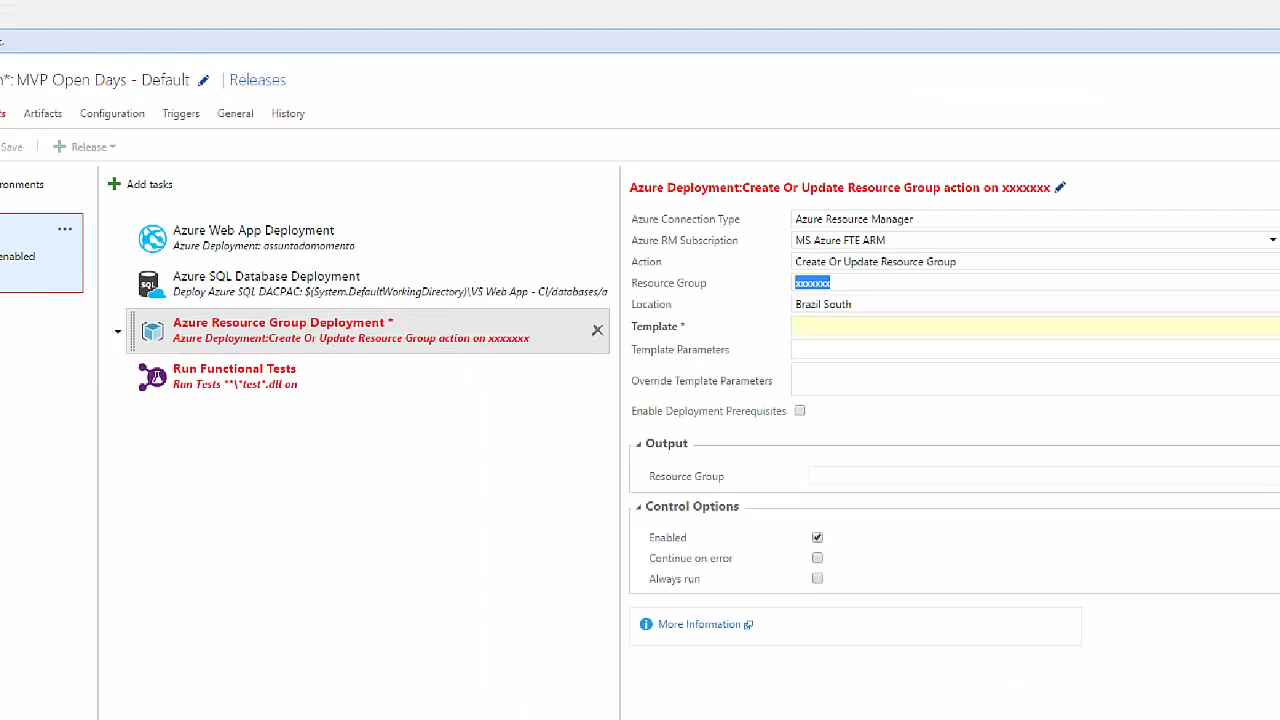 t.
n*: MVP Open Days - Default | Releases
ts Artifacts Configuration Triggers General History
Save | Release
ronments
enabled
Add tasks
Azure Web App Deployment
Azure Deployment: assuntodomomento
Azure SQL Database Deployment
Deploy Azure SQL DACPAC: $(System.DefaultWorkingDirectory)\VS Web App - CI/databases/a
Azure Resource Group Deployment *
Azure Deployment:Create Or Update Resource Group action on xxxxxxx
Run Functional Tests
Run Tests **\*test*.dll on
Azure Deployment:Create Or Update Resource Group action on xxxxxxx
Azure Connection Type Azure Resource Manager
Azure RM Subscription MS Azure FTE ARM
Action Create Or Update Resource Group
Resource Group xxxxxxx
Location Brazil South
Template *
Template Parameters
Override Template Parameters
Enable Deployment Prerequisites
Output
Resource Group
Control Options
Enabled
Continue on error
Always run
More Information